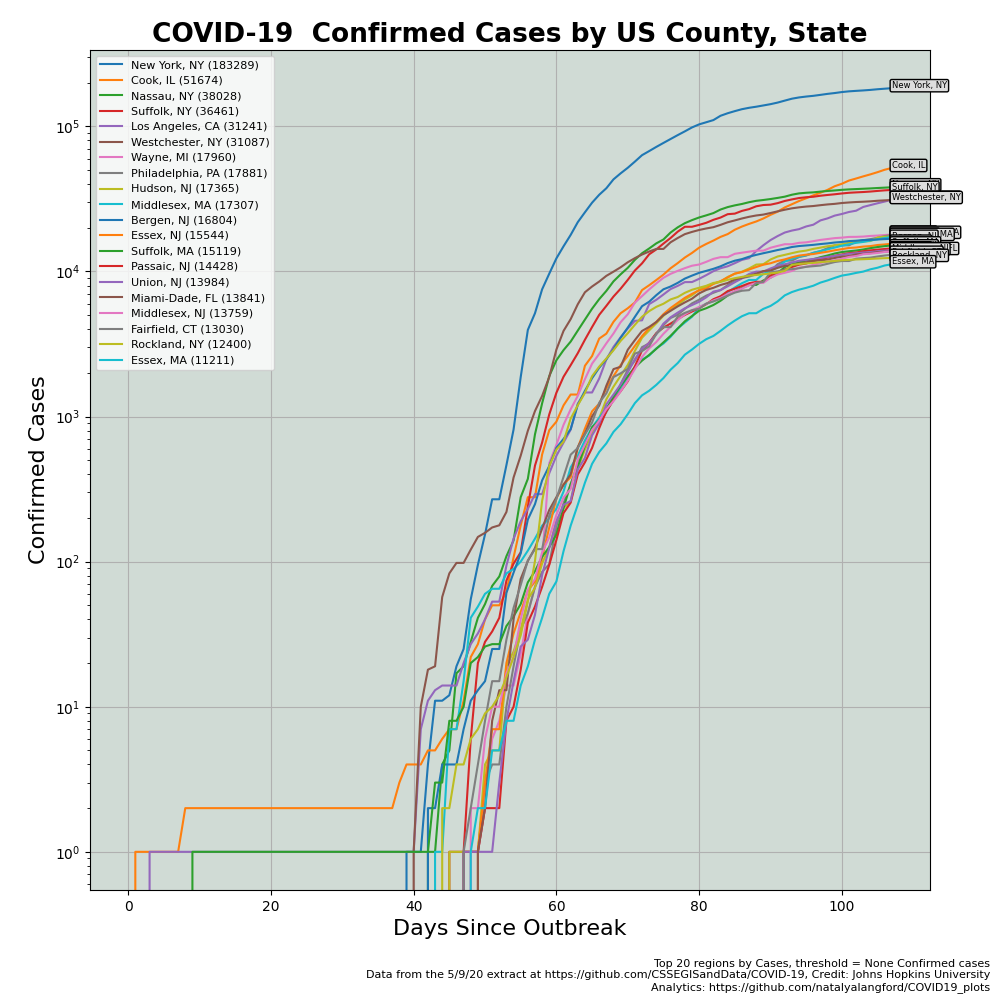 COVID-19  Confirmed Cases by US County, State
New York, NY (183289)
Cook, IL (51674)
Nassau, NY (38028)
Suffolk, NY (36461)
Los Angeles, CA (31241)
Westchester, NY (31087)
Wayne, MI (17960)
Philadelphia, PA (17881)
Hudson, NJ (17365)
Middlesex, MA (17307)
Bergen, NJ (16804)
Essex, NJ (15544)
Suffolk, MA (15119)
Passaic, NJ (14428)
Union, NJ (13984)
Miami-Dade, FL (13841)
Middlesex, NJ (13759)
Fairfield, CT (13030)
Rockland, NY (12400)
Essex, MA (11211)
New York, NY
Cook, IL
Suffolk, NY
Westchester, NY
Rockland, NY
Essex, MA
10^5
10^4
10^3
10^2
10^1
10^0
Confirmed Cases
0 20 40 60 80 100
Days Since Outbreak
Top 20 regions by Cases, threshold = None Confirmed cases
Data from the 5/9/20 extract at https://github.com/CSSEGISandData/COVID-19, Credit: Johns Hopkins University
Analytics: https://github.com/natalyalangford/COVID19_plots